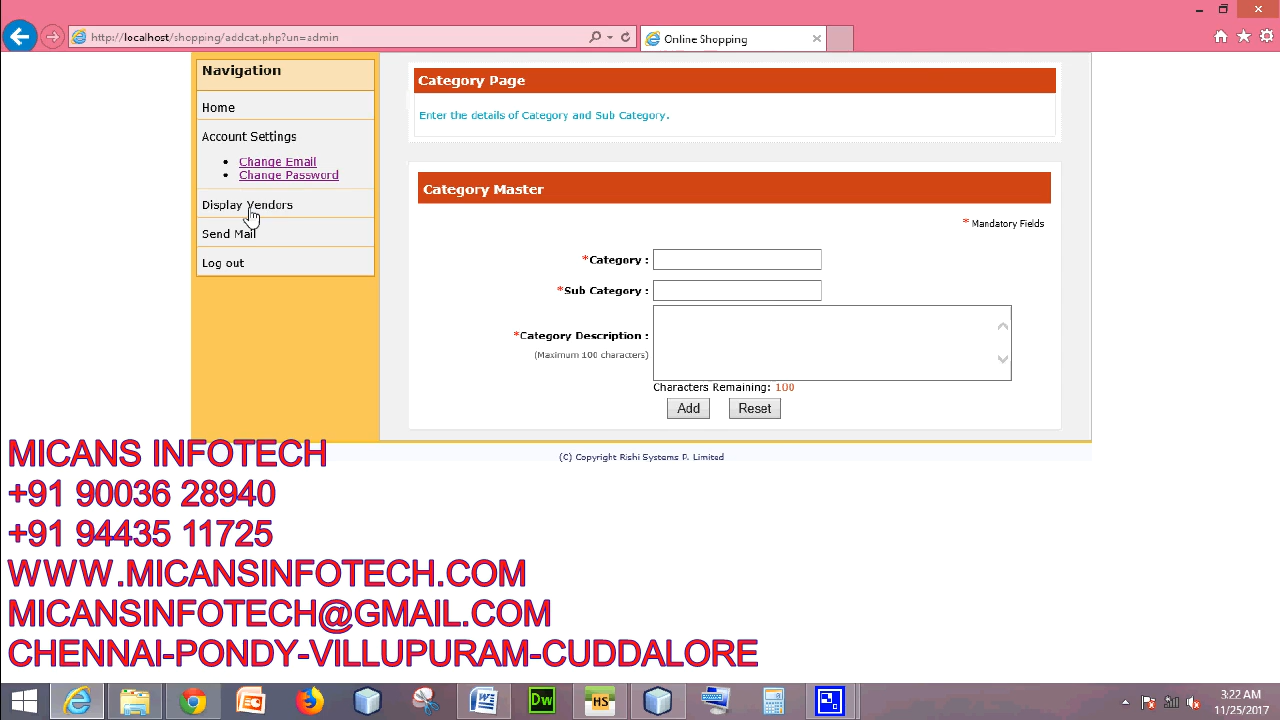 http://localhost/shopping/addcat.php?un=admin
Online Shopping
Navigation
Home
Account Settings
Change Email
Change Password
Display Vendors
Send Mail
Log out
Category Page
Enter the details of Category and Sub Category.
Category Master
* Mandatory Fields
*Category :
*Sub Category :
*Category Description :
(Maximum 100 characters)
Characters Remaining: 100
Add Reset
(C) Copyright Rishi Systems P. Limited
MICANS INFOTECH
+91 90036 28940
+91 94435 11725
WWW.MICANSINFOTECH.COM
MICANSINFOTECH@GMAIL.COM
CHENNAI-PONDY-VILLUPURAM-CUDDALORE
Dw
HS
3:22 AM
11/25/2017